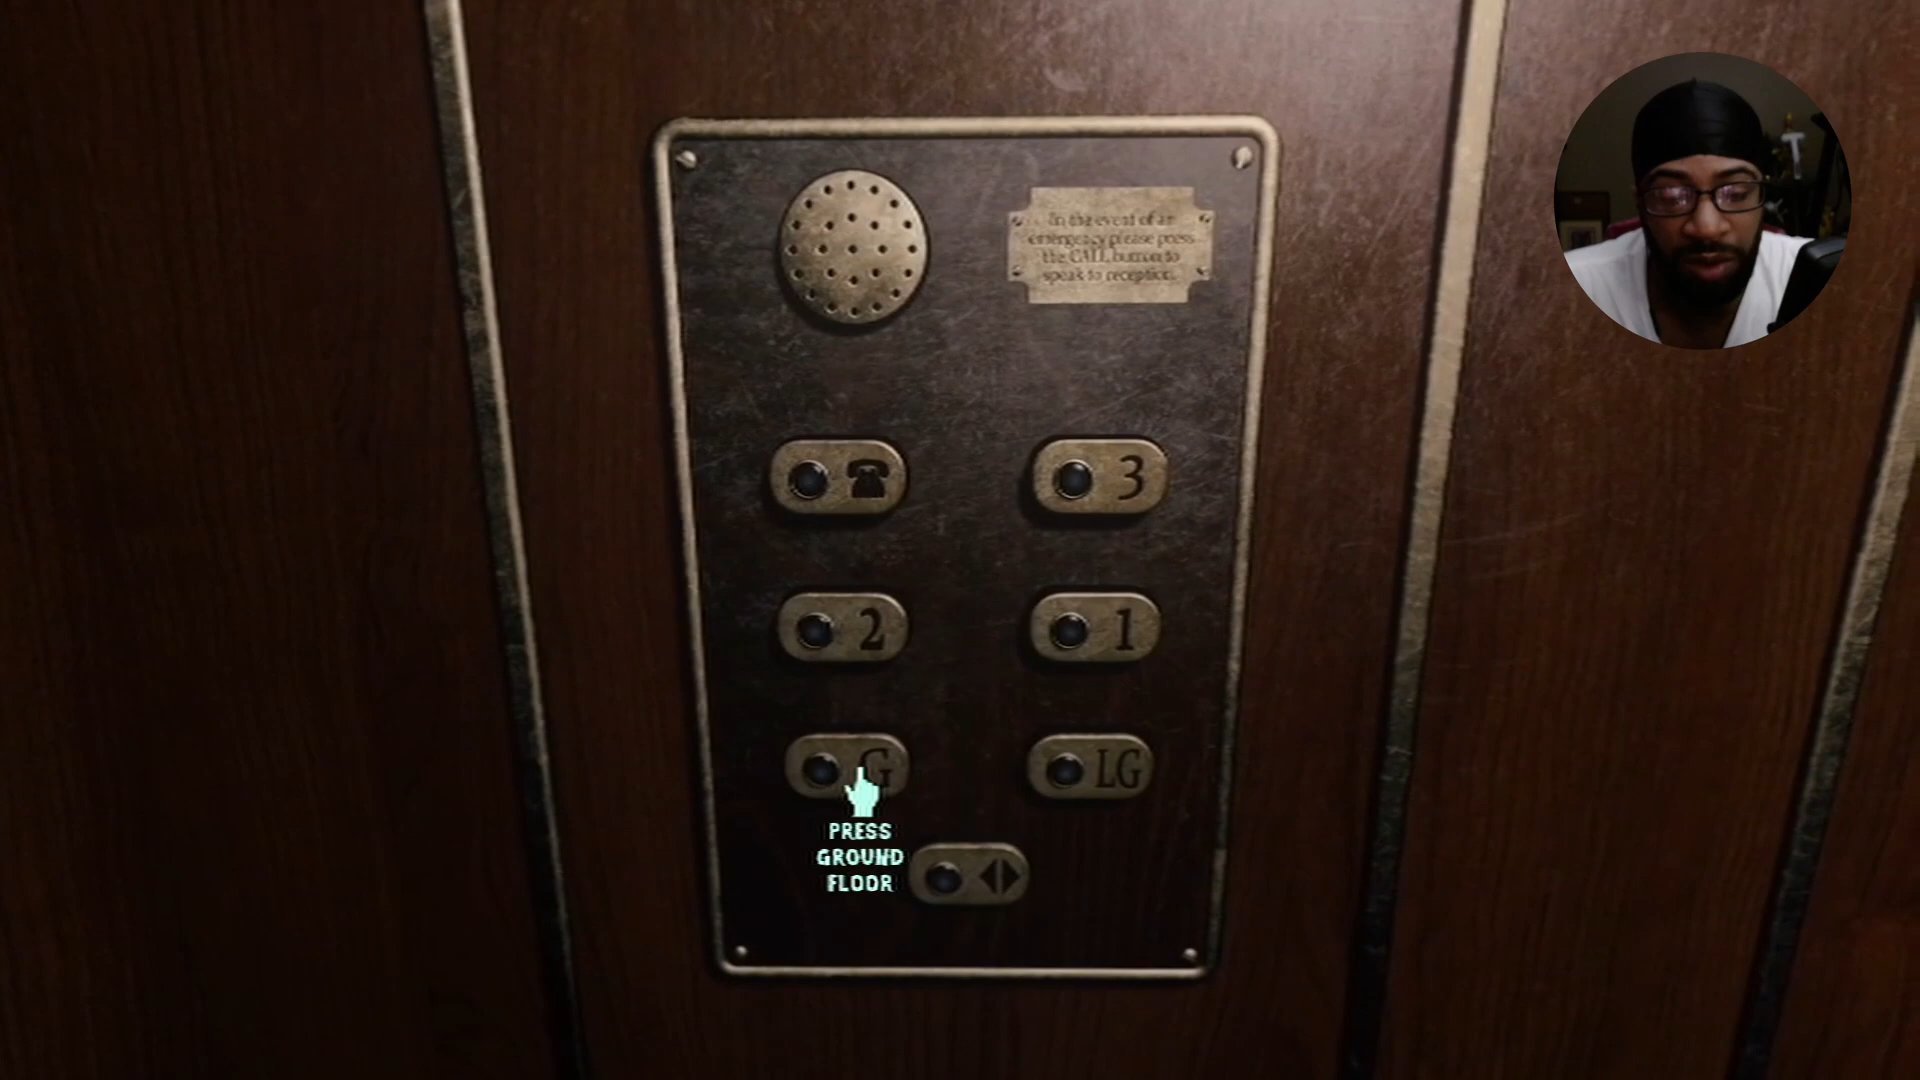 In the event of an
emergency please press
the CALL button to
speak to reception.
3
2
1
G
LG
PRESS
GROUND
FLOOR